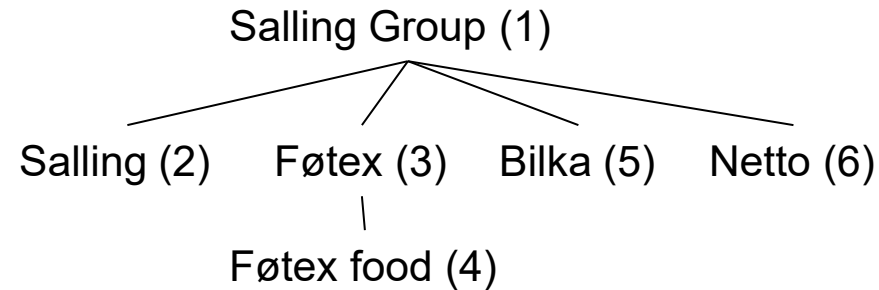 Salling Group (1)
Salling (2) Føtex (3) Bilka (5) Netto (6)
Føtex food (4)